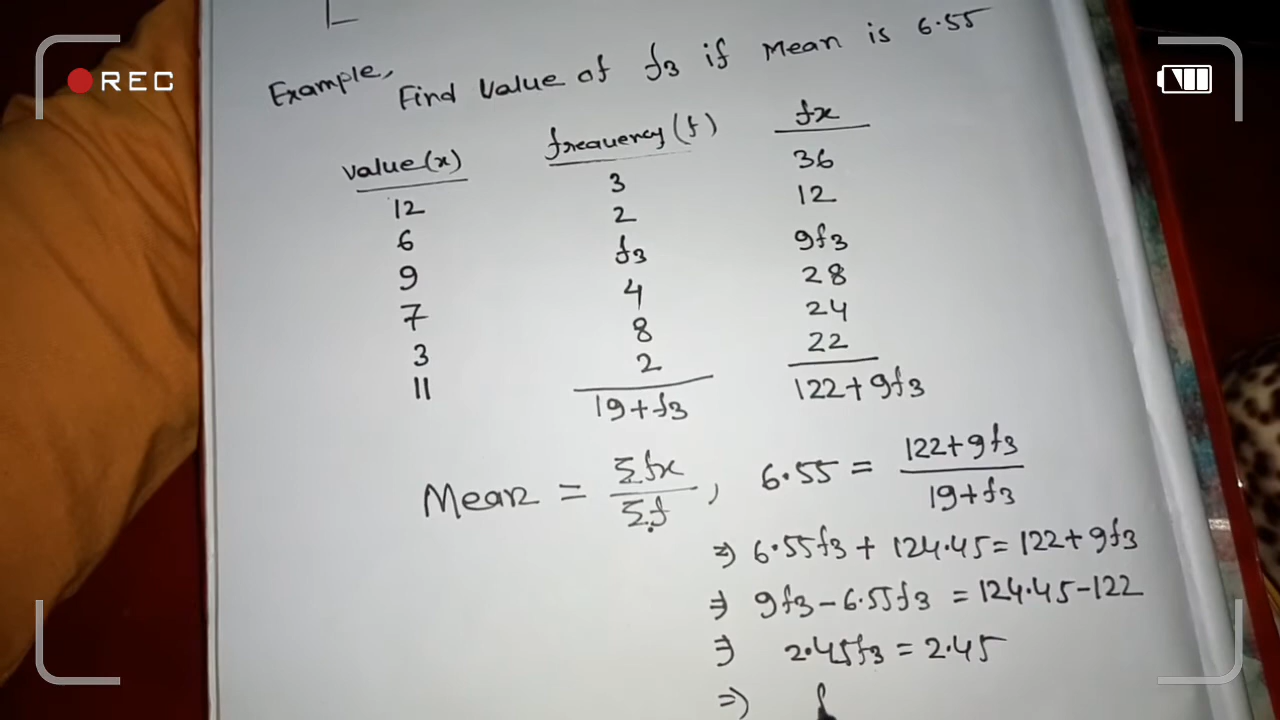 REC
Example, Find Value of f3 if Mean is 6.55
Value(x) frequency(f) fx
12 3 36
6 2 12
9 f3 9f3
7 4 28
3 8 24
11 2 22
19+f3 122+9f3
Mean = Σfx/Σf, 6.55 = 122+9f3/19+f3
⇒ 6.55f3 + 124.45 = 122+9f3
⇒ 9f3 - 6.55f3 = 124.45-122
⇒ 2.45f3 = 2.45
⇒ f